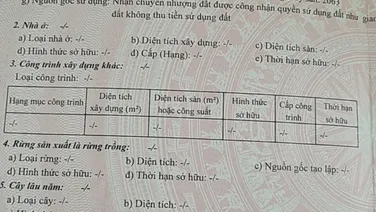 g) Nguồn gốc sử dụng: Nhận chuyển nhượng đất được công nhận quyền sử dụng đất như giao
đất không thu tiền sử dụng đất
2. Nhà ở: -/-
a) Loại nhà ở: -/- b) Diện tích xây dựng: -/- c) Diện tích sàn: -/-
d) Hình thức sở hữu: -/- đ) Cấp (Hạng): -/- e) Thời hạn sở hữu: -/-
3. Công trình xây dựng khác: -/-
Loại công trình: -/-
Hạng mục công trình Diện tích xây dựng (m²) Diện tích sàn (m²) hoặc công suất Hình thức sở hữu Cấp công trình Thời hạn sở hữu
-/- -/- -/- -/- -/- -/-
4. Rừng sản xuất là rừng trồng: -/-
a) Loại rừng: -/- b) Diện tích: -/- c) Nguồn gốc tạo lập: -/-
d) Hình thức sở hữu: -/- đ) Thời hạn sở hữu: -/-
5. Cây lâu năm: -/-
a) Loại cây: -/- b) Diện tích: -/-